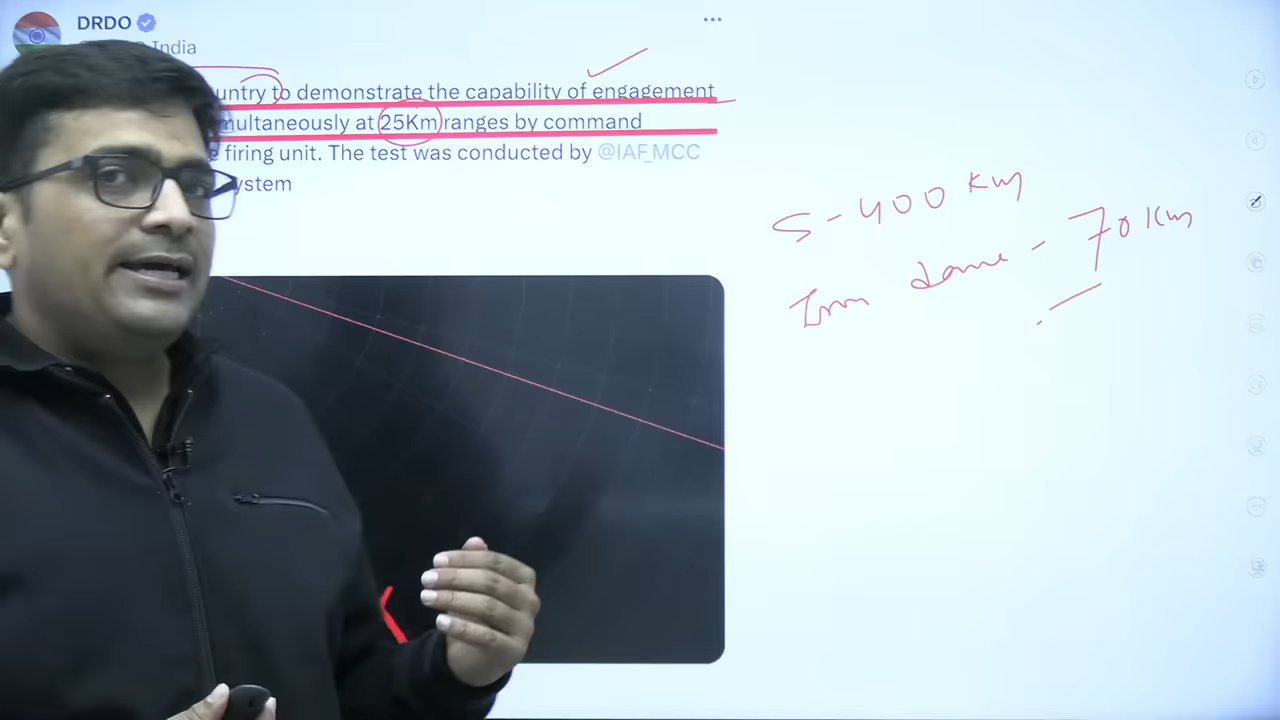 DRDO
India
untry to demonstrate the capability of engagement
multaneously at 25Km ranges by command
firing unit. The test was conducted by @IAF_MCC
ystem
S-400 Km
Iron dome - 70 Km